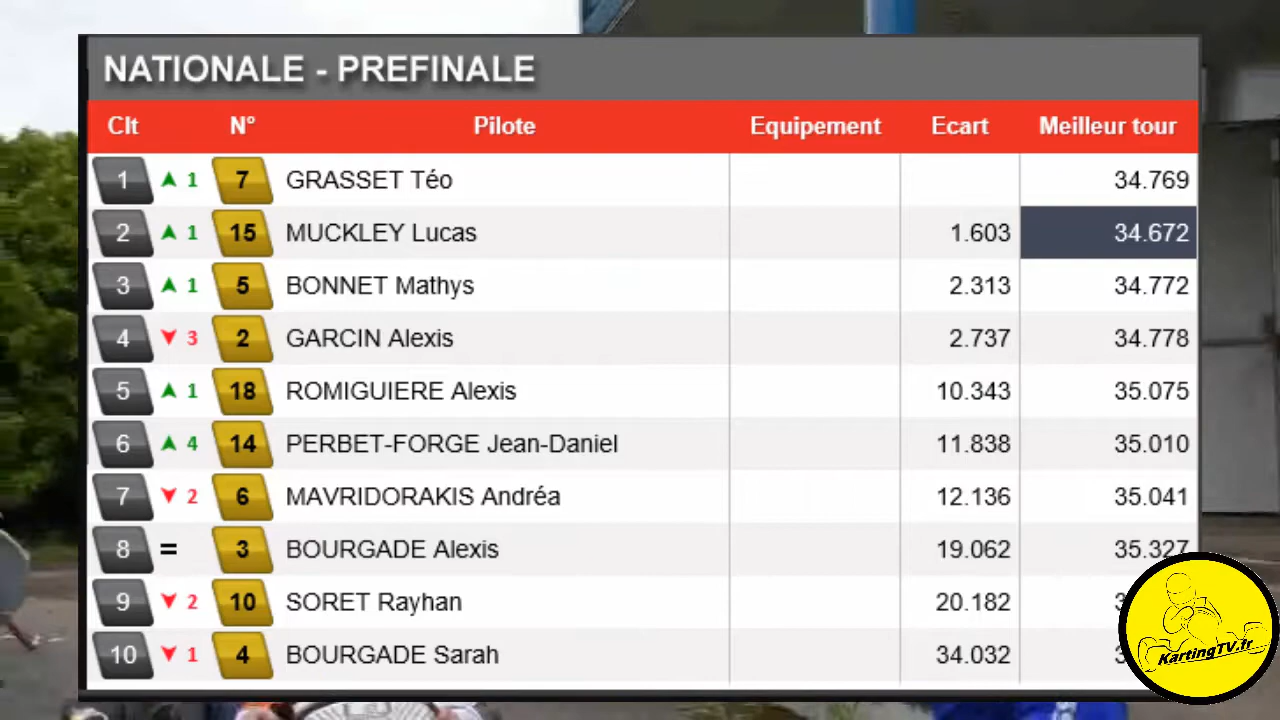 NATIONALE - PREFINALE
Clt N° Pilote Equipement Ecart Meilleur tour
1 1 7 GRASSET Téo 34.769
2 1 15 MUCKLEY Lucas 1.603 34.672
3 1 5 BONNET Mathys 2.313 34.772
4 3 2 GARCIN Alexis 2.737 34.778
5 1 18 ROMIGUIERE Alexis 10.343 35.075
6 4 14 PERBET-FORGE Jean-Daniel 11.838 35.010
7 2 6 MAVRIDORAKIS Andréa 12.136 35.041
8 = 3 BOURGADE Alexis 19.062 35.327
9 2 10 SORET Rayhan 20.182
10 1 4 BOURGADE Sarah 34.032
KartingTV.fr